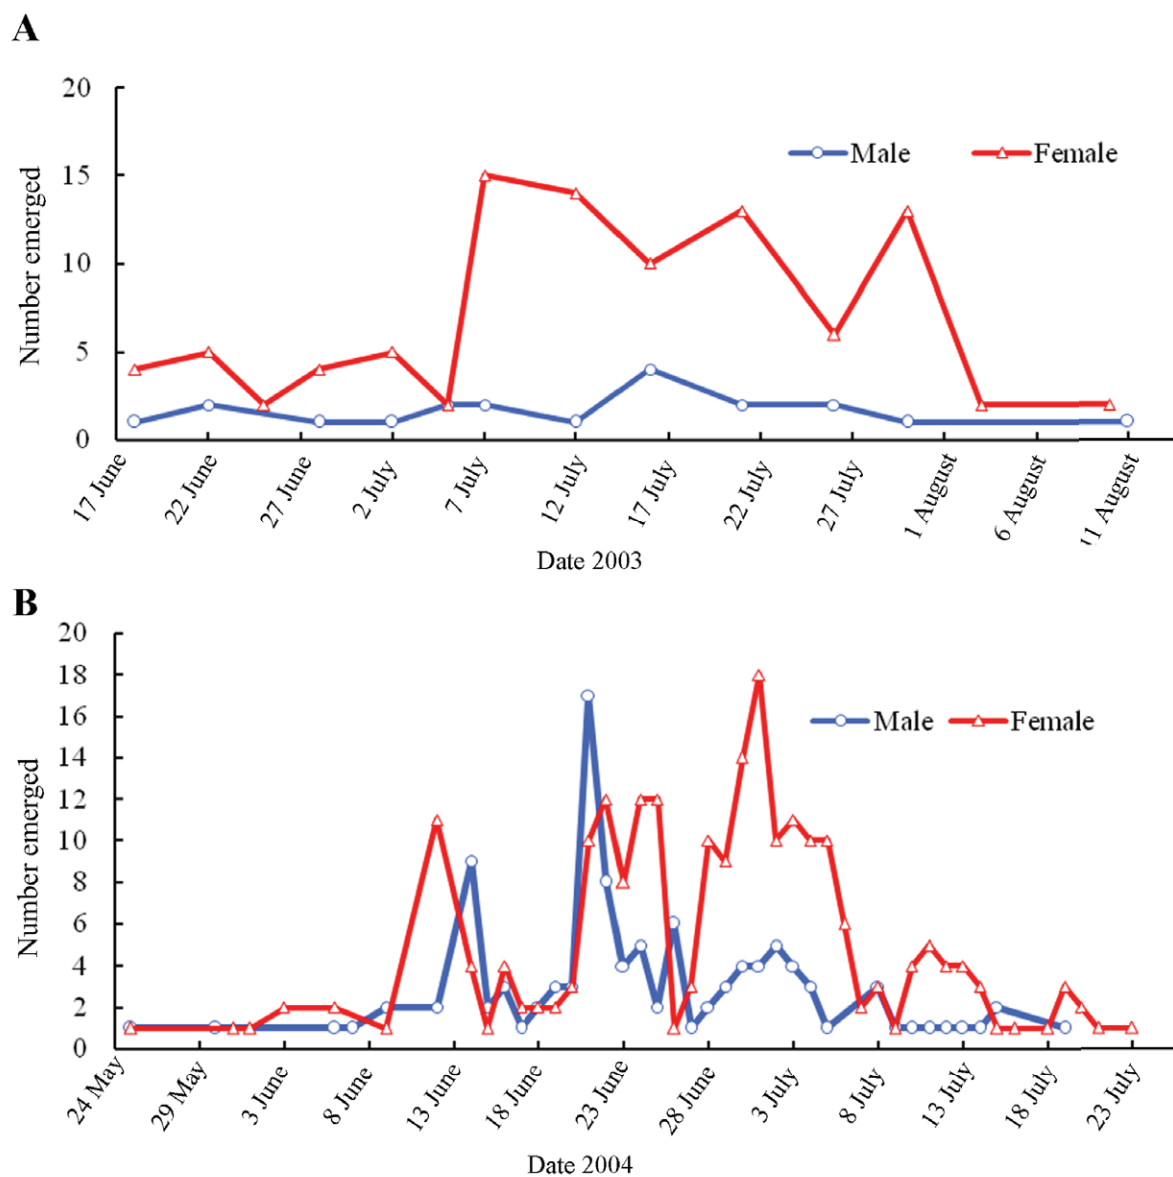 A
20
15
10
5
0
Number emerged
Male
Female
17 June
22 June
27 June
2 July
7 July
12 July
17 July
22 July
27 July
1 August
6 August
11 August
Date 2003
B
20
18
16
14
12
10
8
6
4
2
0
Number emerged
Male
Female
24 May
29 May
3 June
8 June
13 June
18 June
23 June
28 June
3 July
8 July
13 July
18 July
23 July
Date 2004